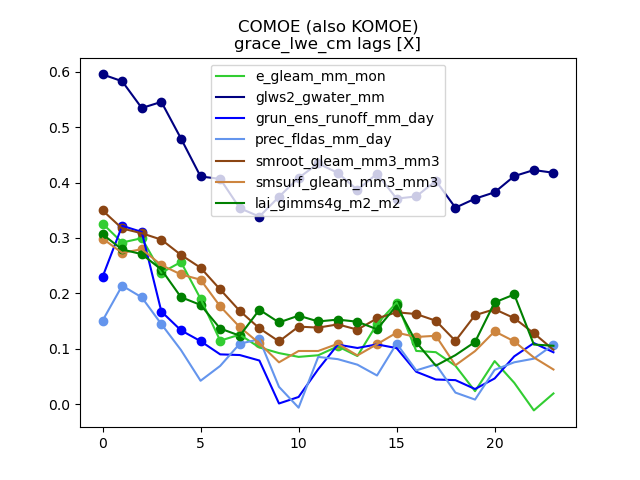 COMOE (also KOMOE)
grace_lwe_cm lags [X]
e_gleam_mm_mon
glws2_gwater_mm
grun_ens_runoff_mm_day
prec_fldas_mm_day
smroot_gleam_mm3_mm3
smsurf_gleam_mm3_mm3
lai_gimms4g_m2_m2
0.6
0.5
0.4
0.3
0.2
0.1
0.0
0 5 10 15 20